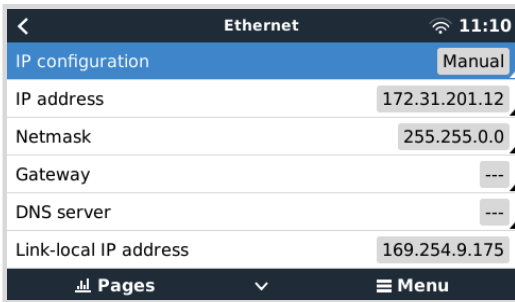 Ethernet 11:10
IP configuration Manual
IP address 172.31.201.12
Netmask 255.255.0.0
Gateway ---
DNS server ---
Link-local IP address 169.254.9.175
Pages Menu